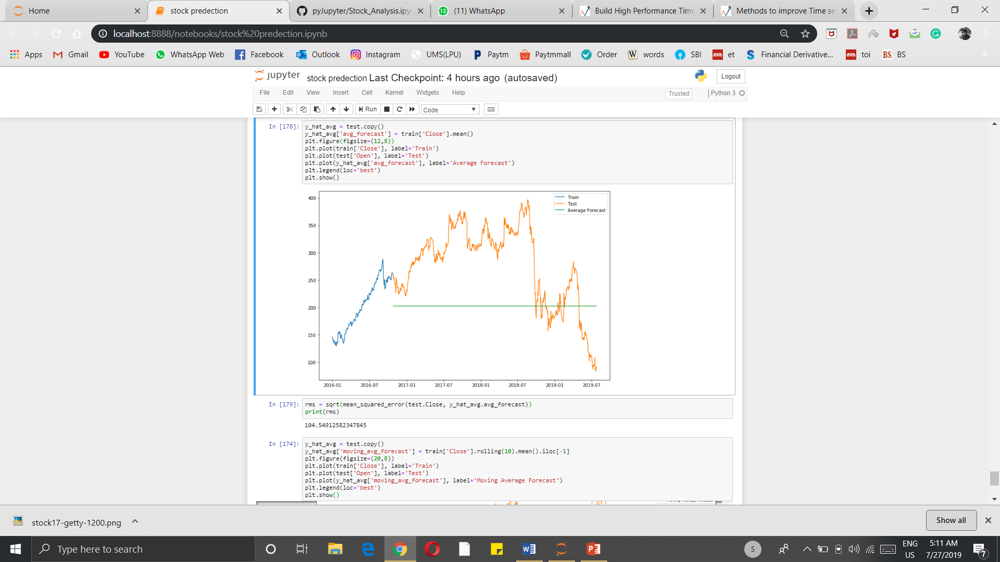 Home
stock predection
pyJupyter/Stock_Analysis.ipy
(11) WhatsApp
Build High Performance Time
Methods to improve Time se
localhost:8888/notebooks/stock%20predection.ipynb
Apps Gmail YouTube WhatsApp Web Facebook Outlook Instagram UMS(LPU) Paytm Paytmmall Order words SBI et Financial Derivative... toi BS BS
jupyter stock predection Last Checkpoint: 4 hours ago (autosaved) Logout
File Edit View Insert Cell Kernel Widgets Help Trusted Python 3
Run Code
In [178]: y_hat_avg = test.copy()
y_hat_avg['avg_forecast'] = train['Close'].mean()
plt.figure(figsize=(12,8))
plt.plot(train['Close'], label='Train')
plt.plot(test['Open'], label='Test')
plt.plot(y_hat_avg['avg_forecast'], label='Average Forecast')
plt.legend(loc='best')
plt.show()
Train
Test
Average Forecast
400
350
300
250
200
150
100
2016-01 2016-07 2017-01 2017-07 2018-01 2018-07 2019-01 2019-07
In [179]: rms = sqrt(mean_squared_error(test.Close, y_hat_avg.avg_forecast))
print(rms)
104.54912582347845
In [174]: y_hat_avg = test.copy()
y_hat_avg['moving_avg_forecast'] = train['Close'].rolling(10).mean().iloc[-1]
plt.figure(figsize=(20,8))
plt.plot(train['Close'], label='Train')
plt.plot(test['Open'], label='Test')
plt.plot(y_hat_avg['moving_avg_forecast'], label='Moving Average Forecast')
plt.legend(loc='best')
plt.show()
stock17-getty-1200.png
Show all
Type here to search
S
ENG
US
5:11 AM
7/27/2019
7